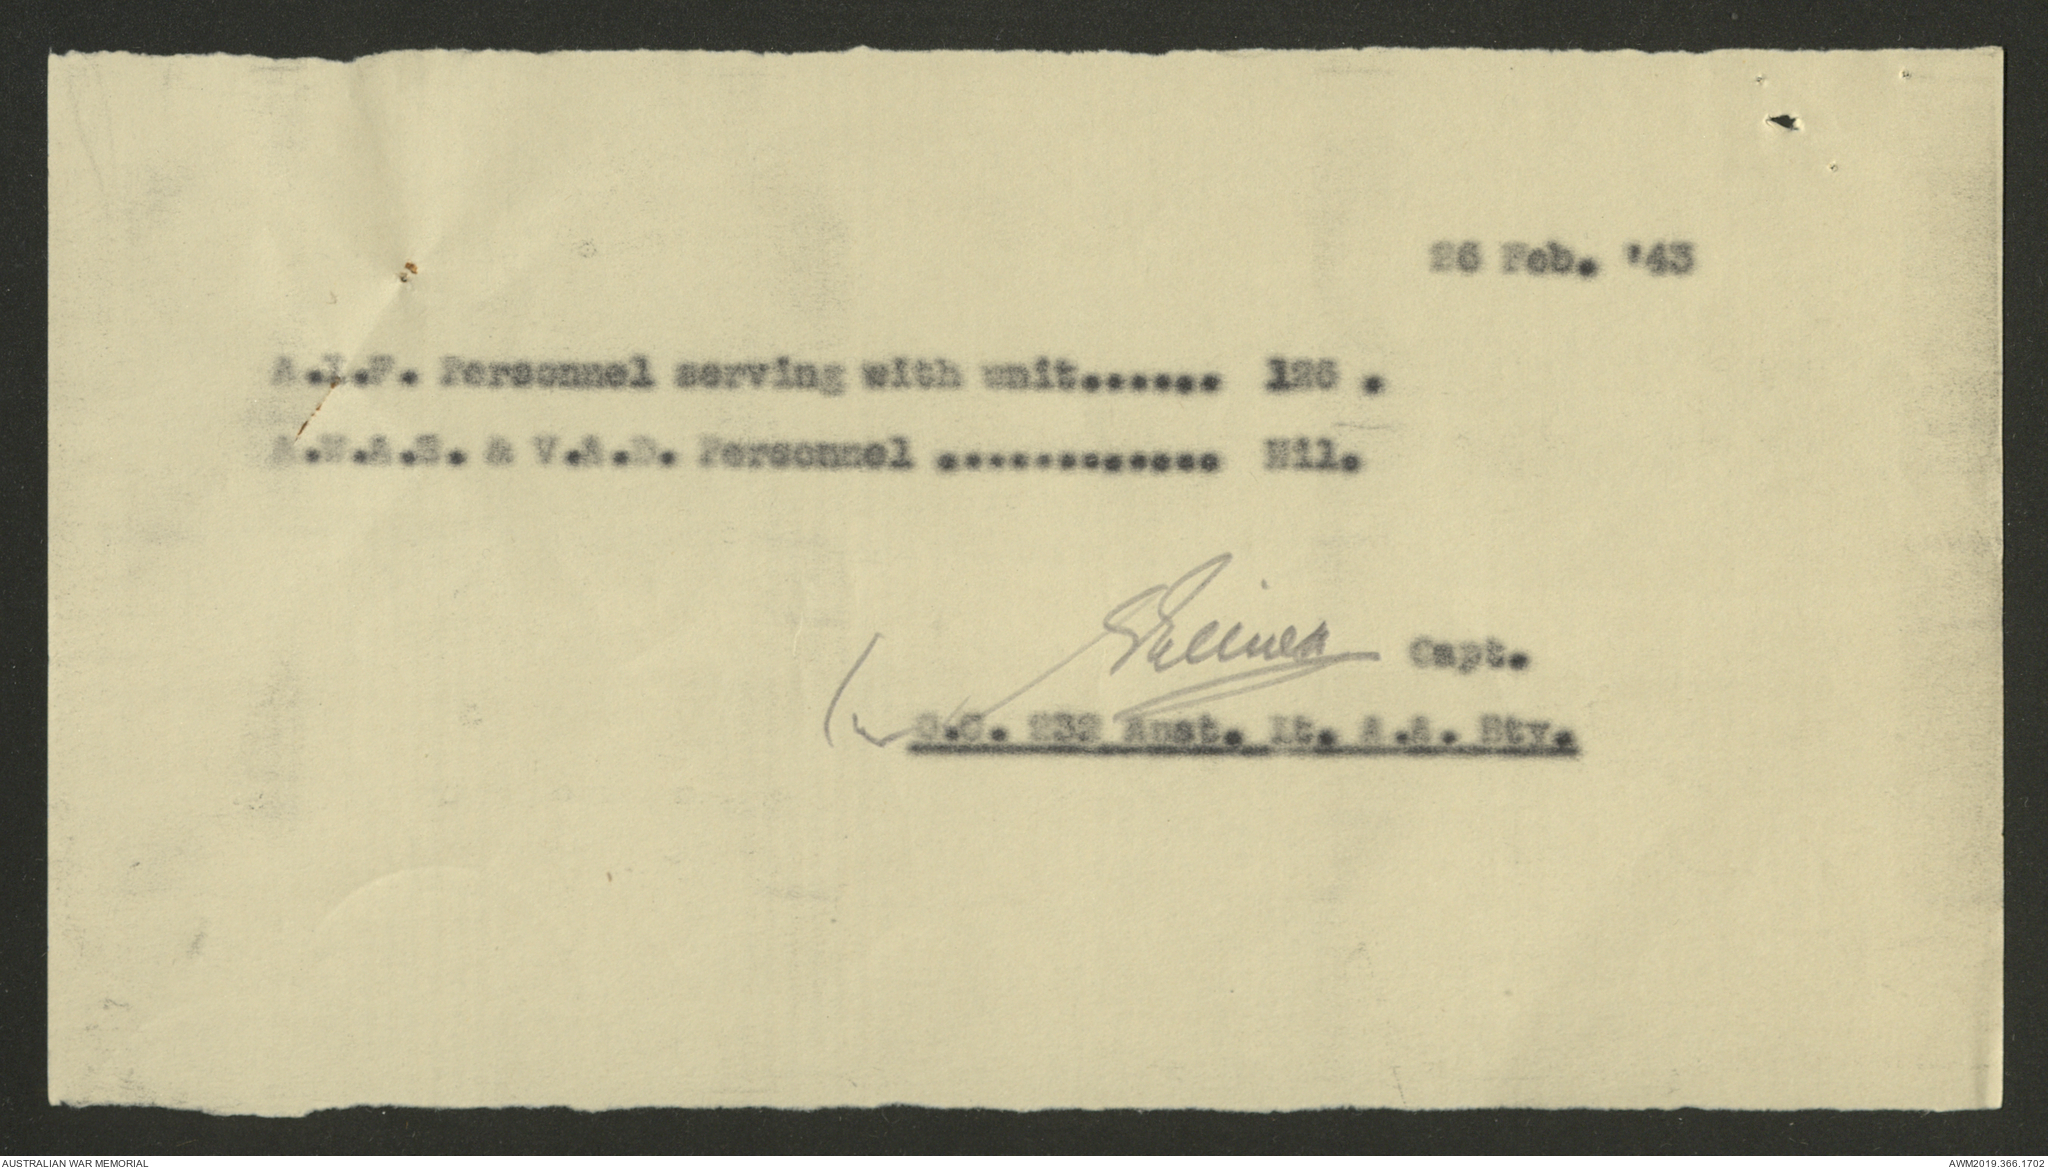 26 Feb. '43
A.I.F. Personnel serving with unit...... 126 .
A.W.A.S. & V.A.D. Personnel ............ Nil.
Capt.
O.C. 232 Aust. Lt. A.A. Bty.
AUSTRALIAN WAR MEMORIAL
AWM2019.366.1702